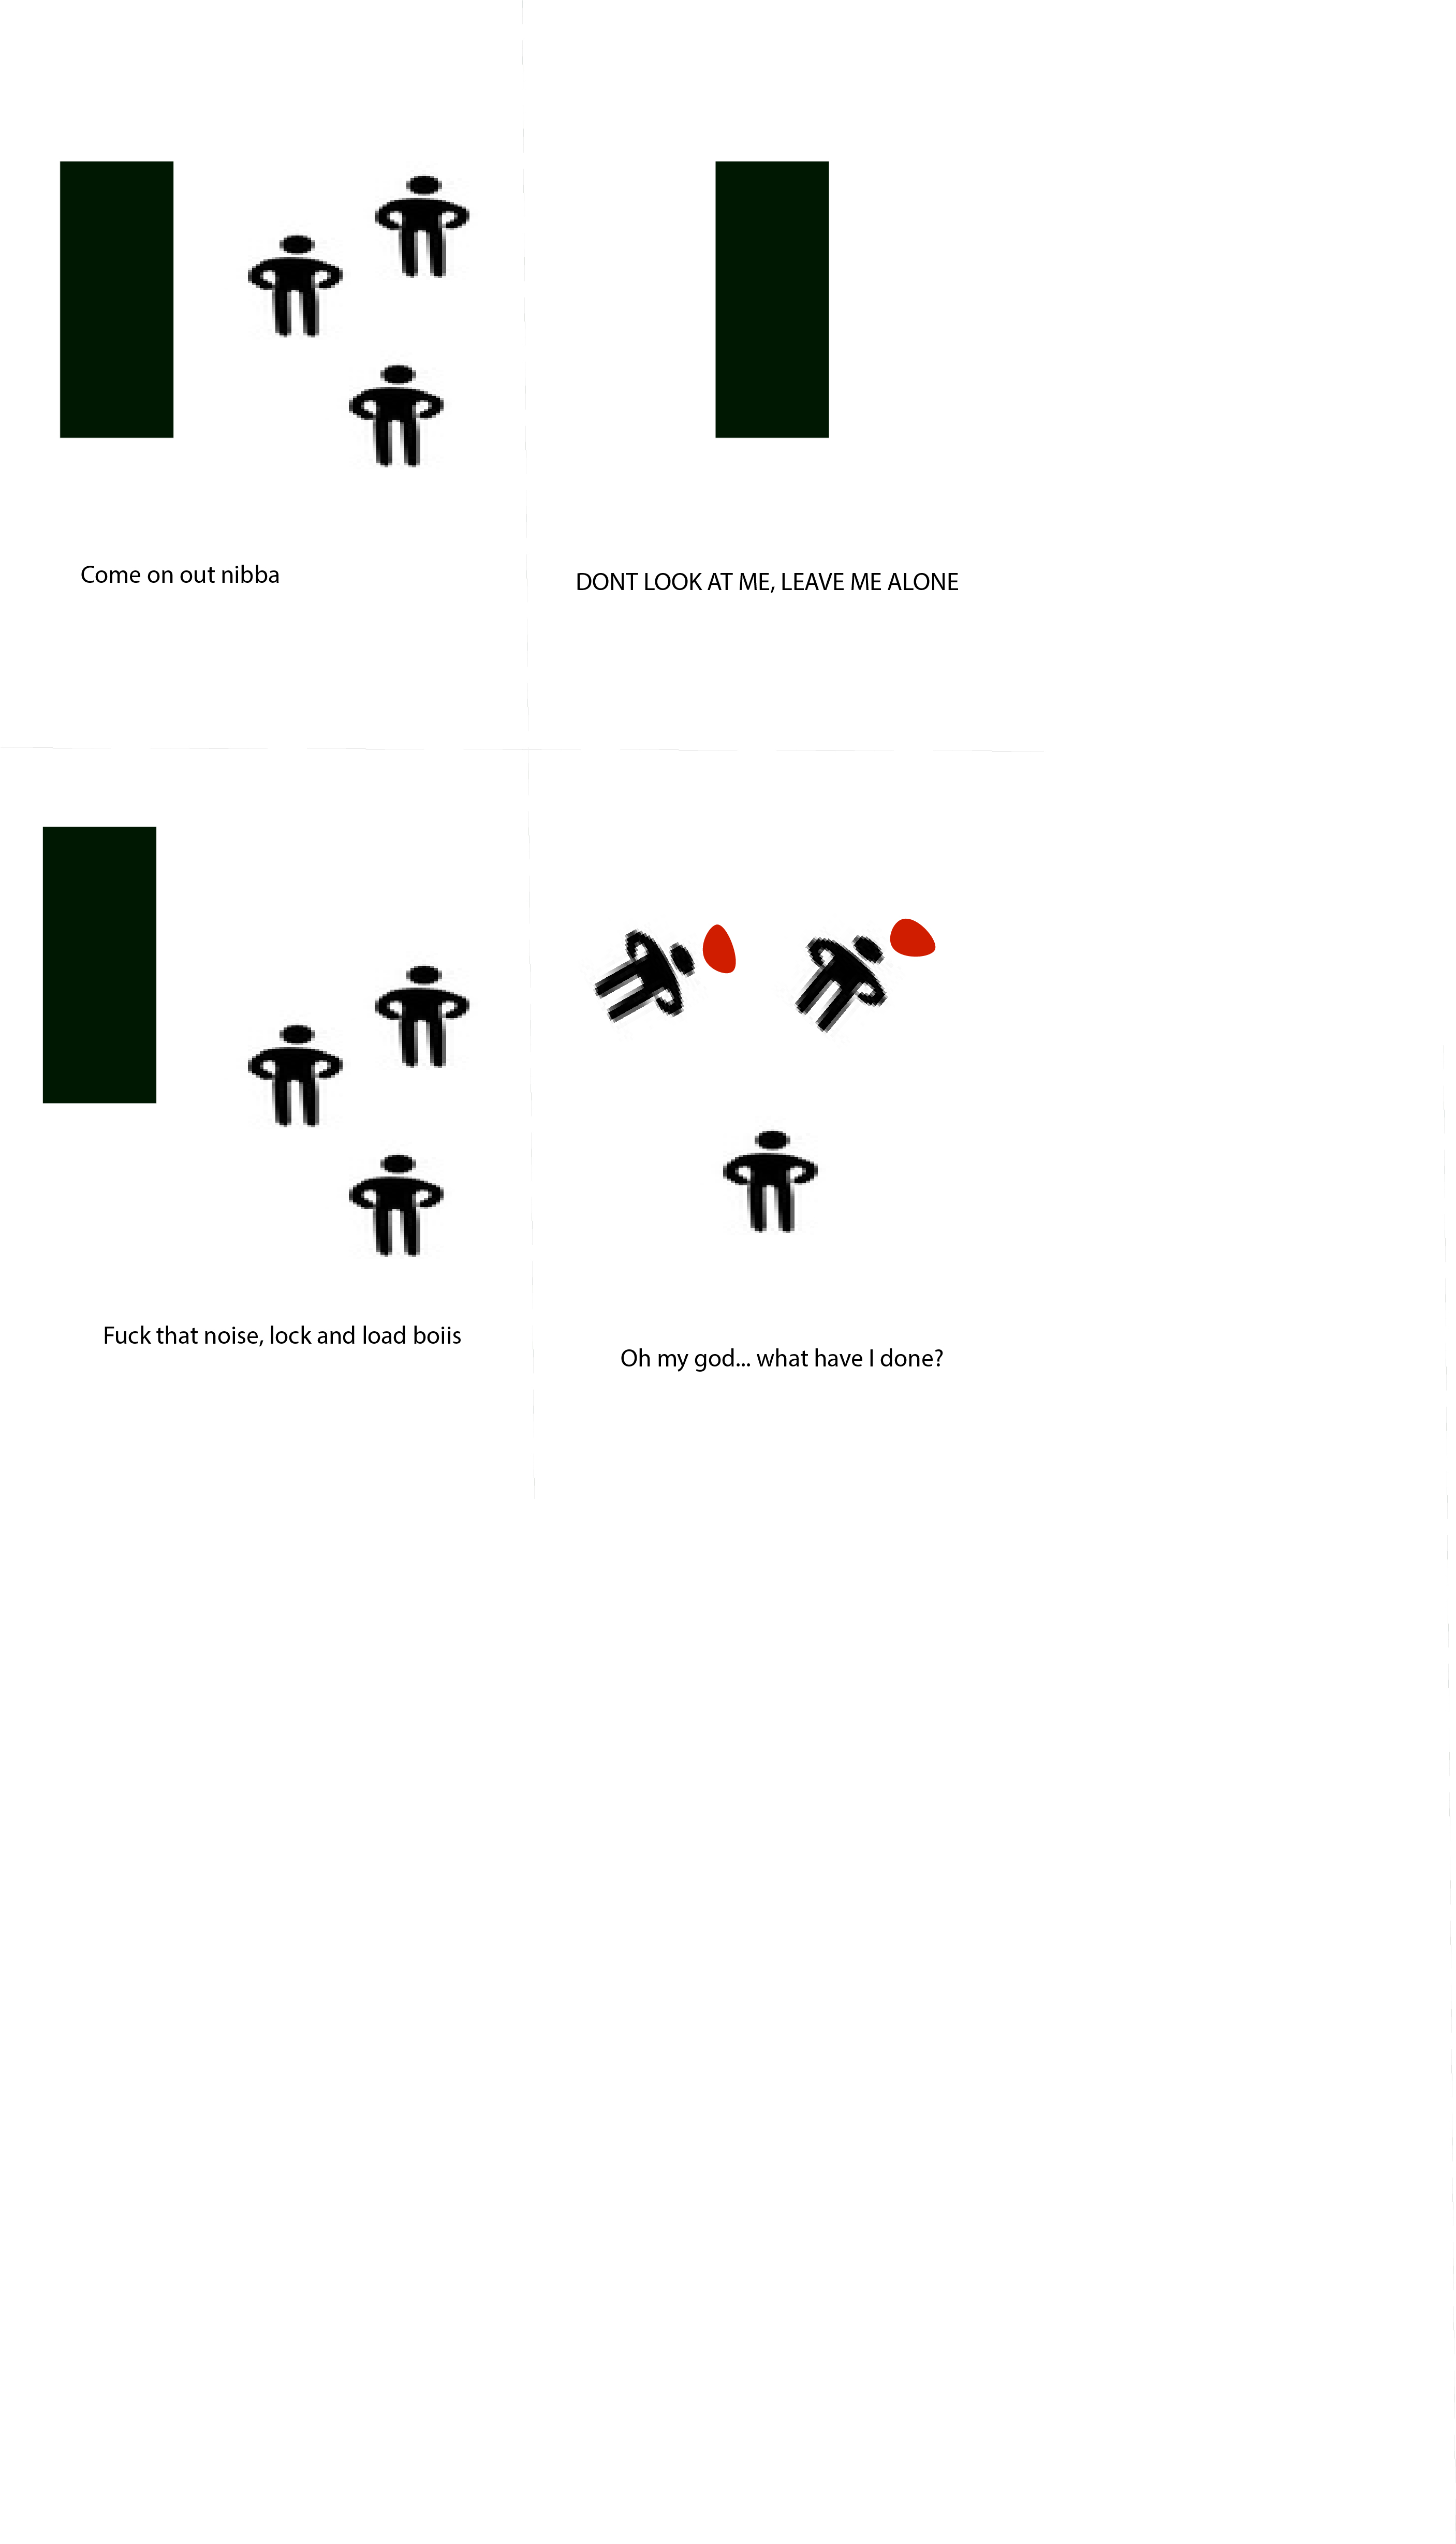 Come on out nibba
DONT LOOK AT ME, LEAVE ME ALONE
Fuck that noise, lock and load boiis
Oh my god... what have I done?